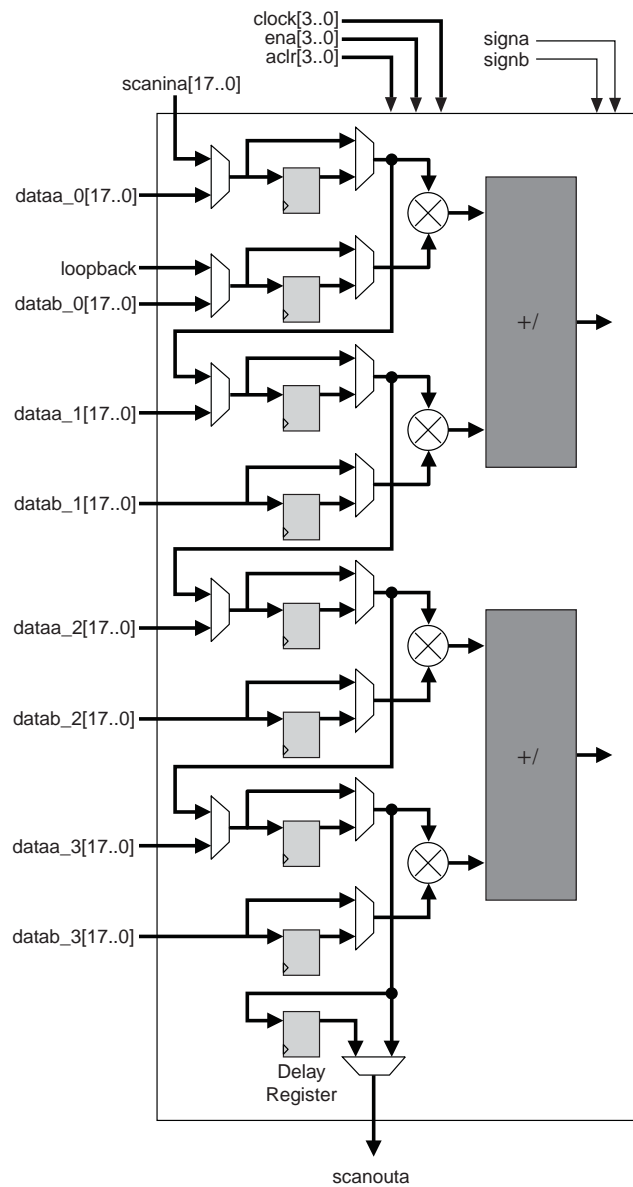 clock[3..0]
ena[3..0]
aclr[3..0]
signa
signb
scanina[17..0]
dataa_0[17..0]
loopback
datab_0[17..0]
+/
dataa_1[17..0]
datab_1[17..0]
dataa_2[17..0]
datab_2[17..0]
+/
dataa_3[17..0]
datab_3[17..0]
Delay
Register
scanouta